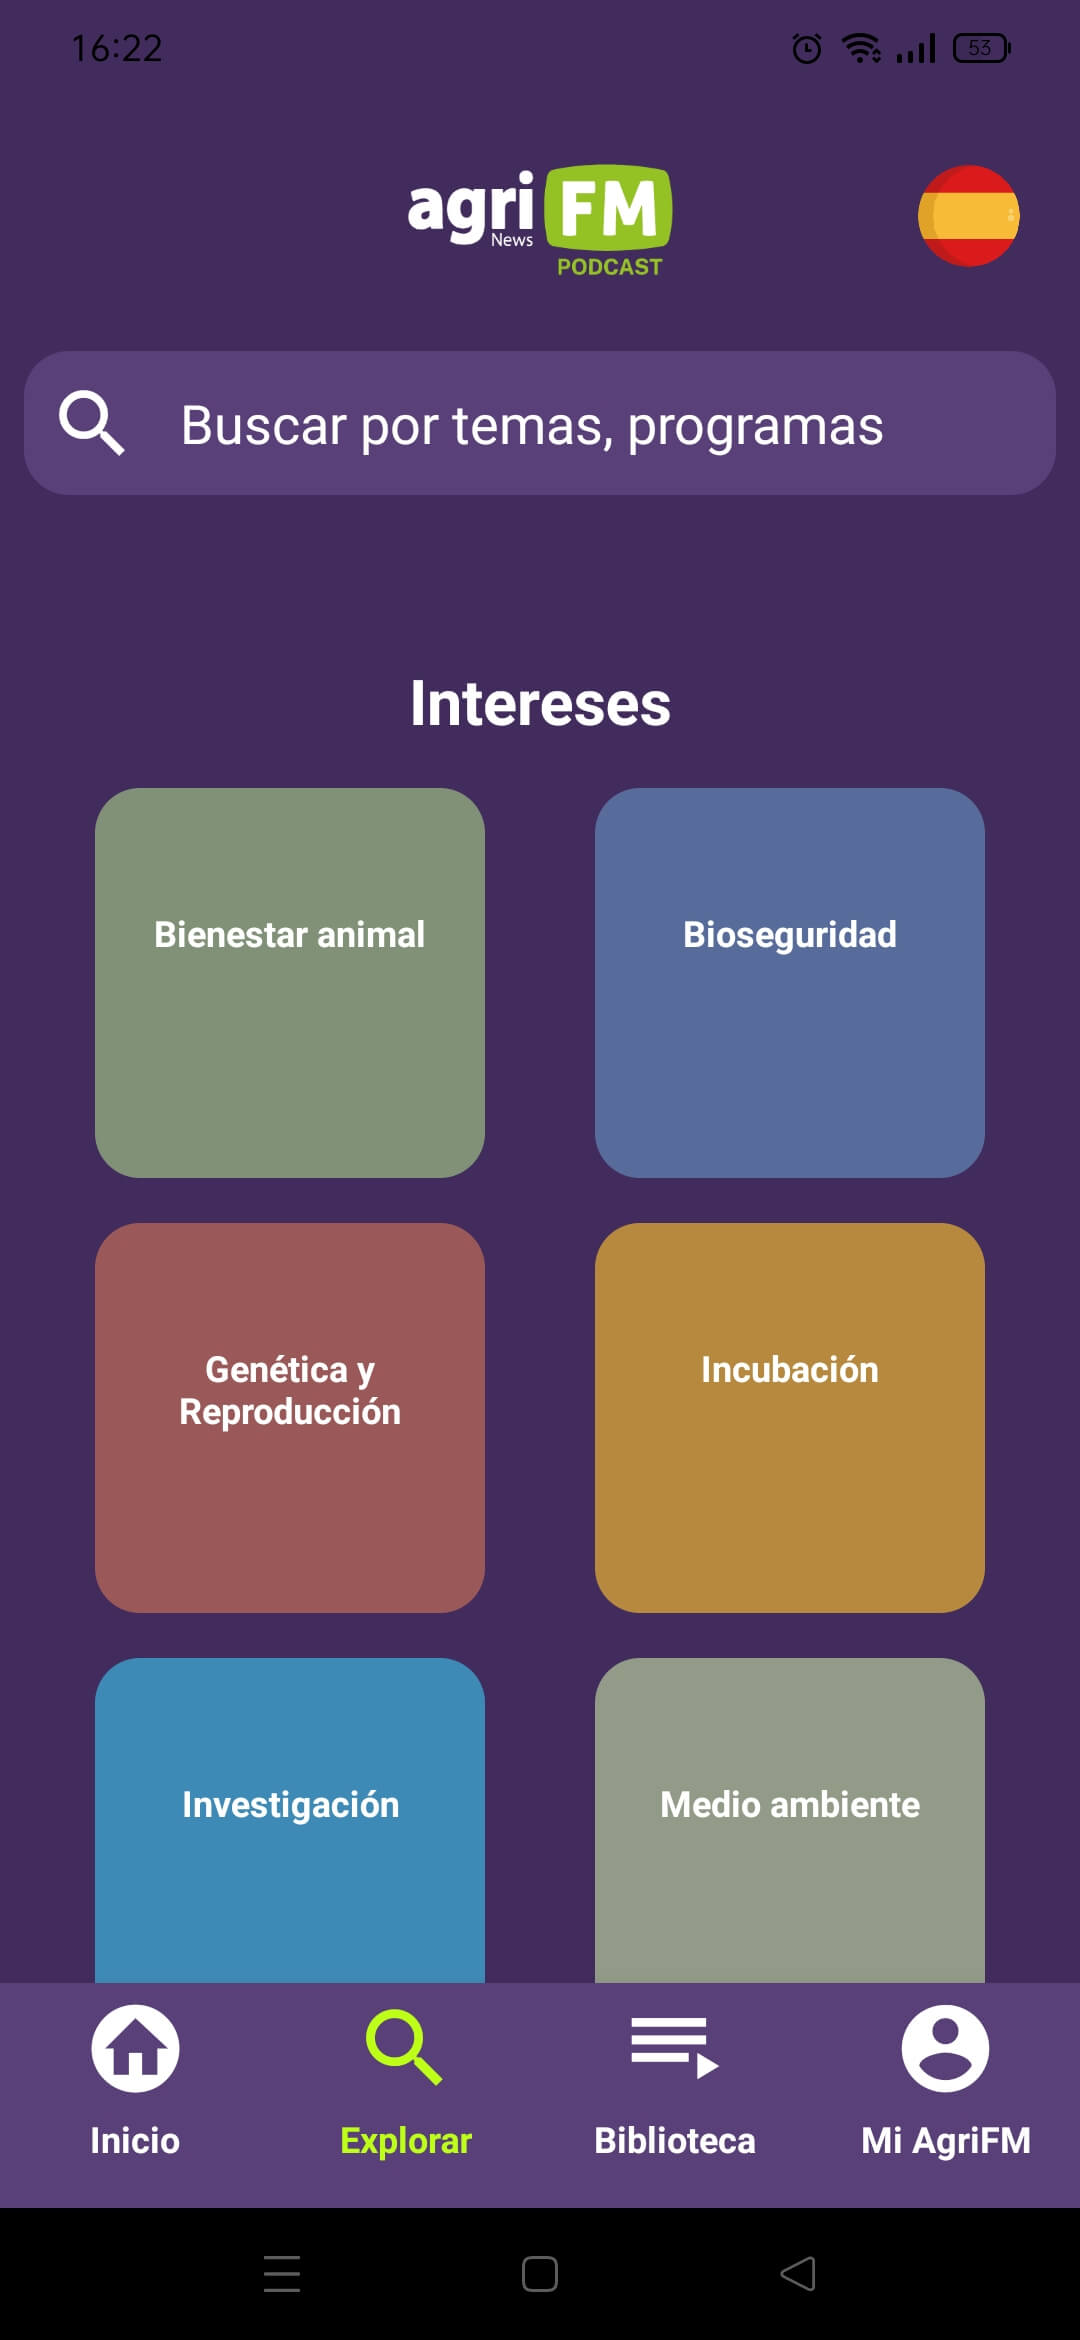 16:22
53
agri FM
News
PODCAST
Buscar por temas, programas
Intereses
Bienestar animal
Bioseguridad
Genética y
Reproducción
Incubación
Investigación
Medio ambiente
Inicio
Explorar
Biblioteca
Mi AgriFM